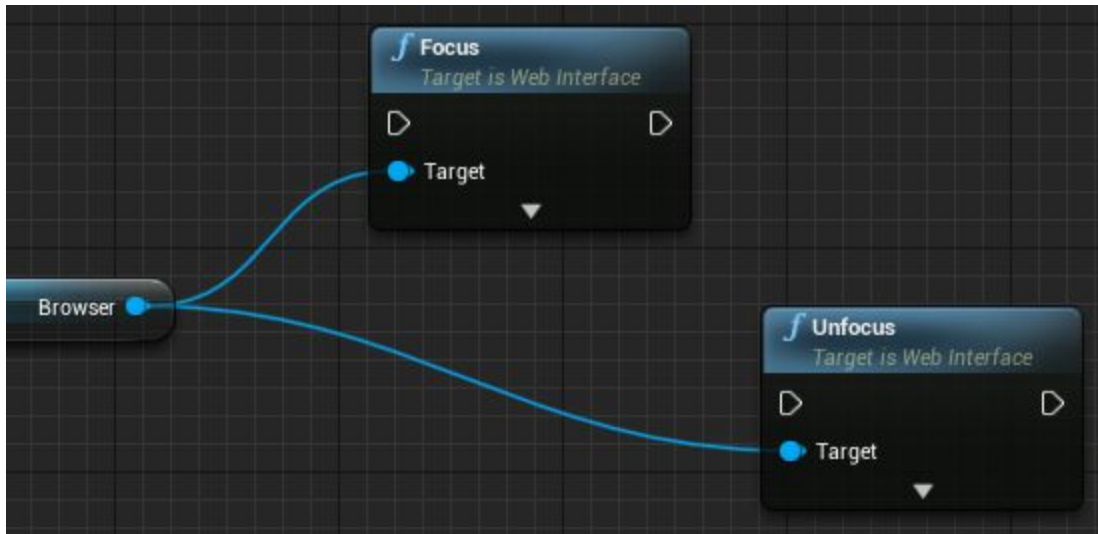 Focus
Target is Web Interface
Target
Browser
Unfocus
Target is Web Interface
Target